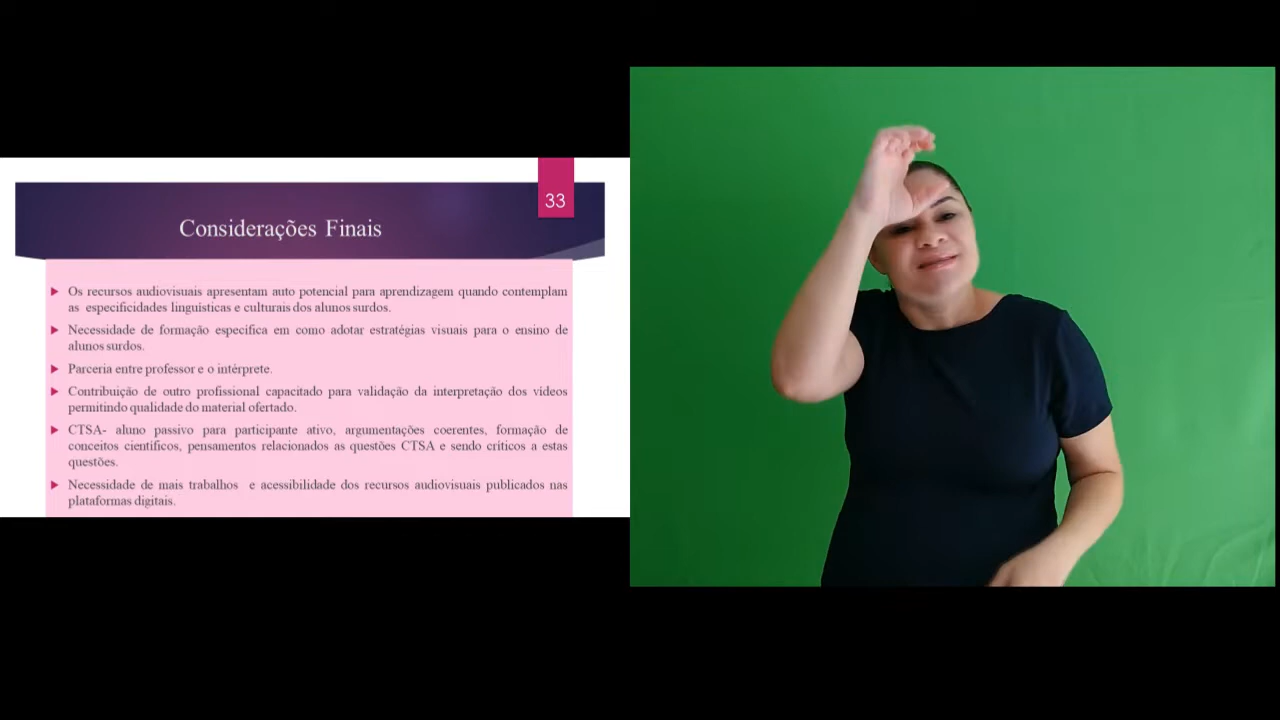 33
Considerações Finais
Os recursos audiovisuais apresentam auto potencial para aprendizagem quando contemplam
as especificidades linguísticas e culturais dos alunos surdos.
Necessidade de formação especifica em como adotar estratégias visuais para o ensino de
alunos surdos.
Parceria entre professor e o intérprete.
Contribuição de outro profissional capacitado para validação da interpretação dos vídeos
permitindo qualidade do material ofertado.
CTSA- aluno passivo para participante ativo, argumentações coerentes, formação de
conceitos científicos, pensamentos relacionados as questões CTSA e sendo críticos a estas
questões.
Necessidade de mais trabalhos e acessibilidade dos recursos audiovisuais publicados nas
plataformas digitais.